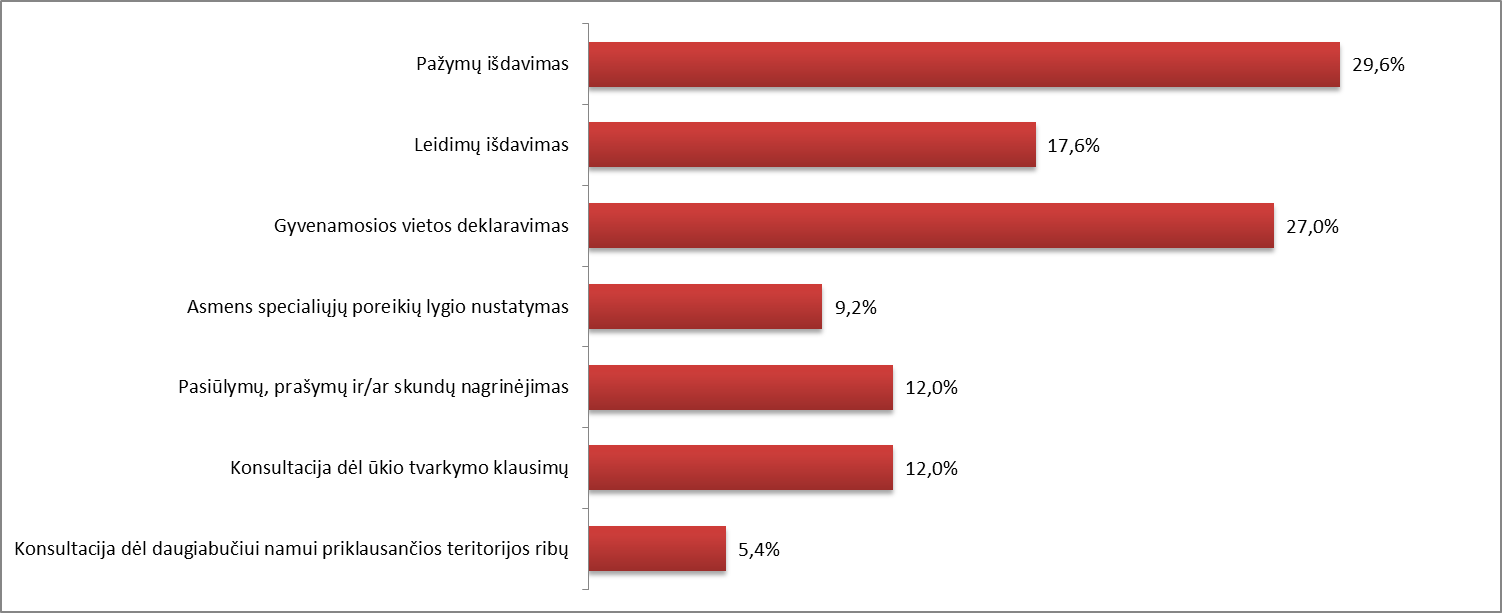 Pažymų išdavimas
29,6%
Leidimų išdavimas
17,6%
Gyvenamosios vietos deklaravimas
27,0%
Asmens specialiųjų poreikių lygio nustatymas
9,2%
Pasiūlymų, prašymų ir/ar skundų nagrinėjimas
12,0%
Konsultacija dėl ūkio tvarkymo klausimų
12,0%
Konsultacija dėl daugiabučiui namui priklausančios teritorijos ribų
5,4%